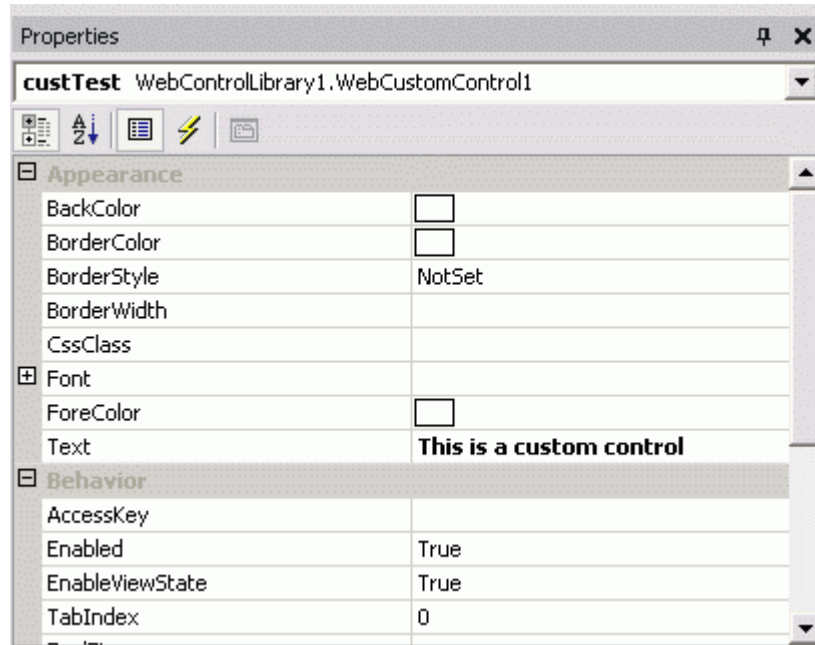 Properties
custTest WebControlLibrary1.WebCustomControl1
Appearance
BackColor
BorderColor
BorderStyle NotSet
BorderWidth
CssClass
Font
ForeColor
Text This is a custom control
Behavior
AccessKey
Enabled True
EnableViewState True
TabIndex 0